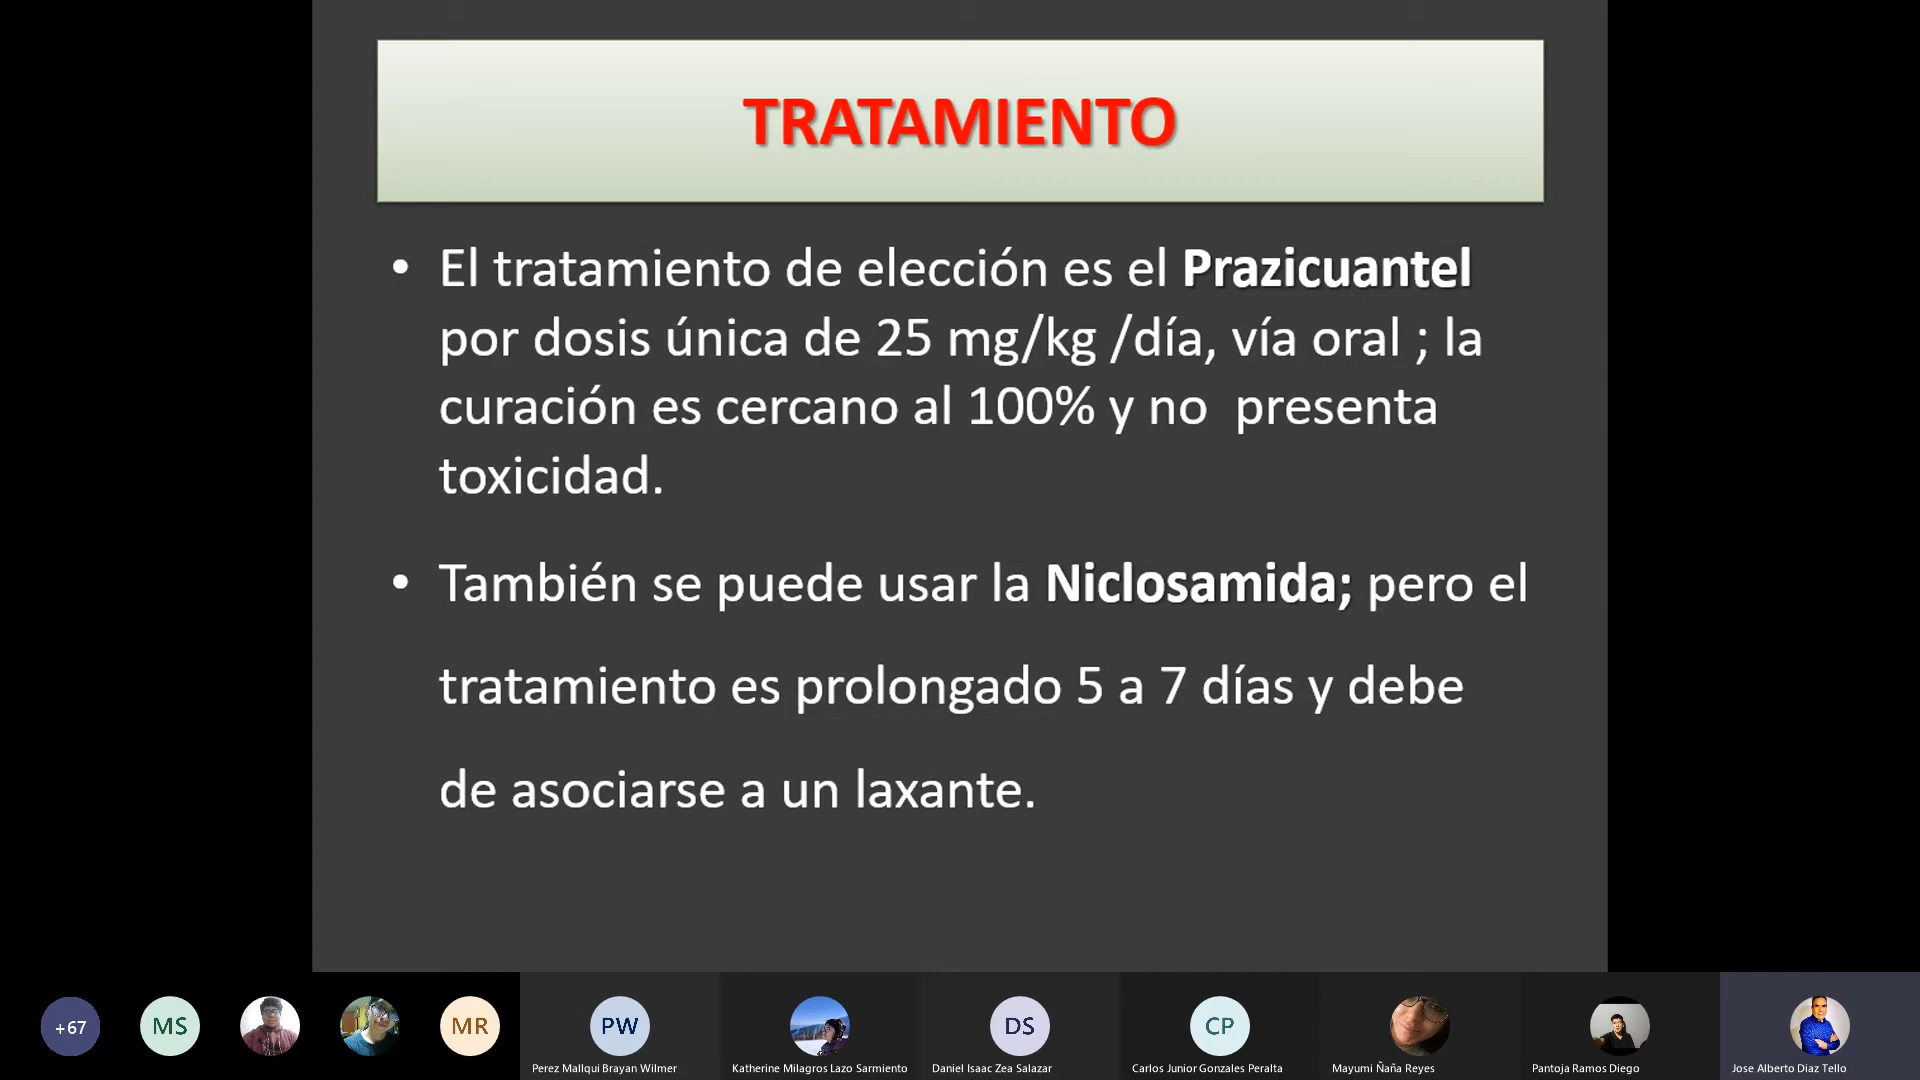 TRATAMIENTO
• El tratamiento de elección es el Prazicuantel
por dosis única de 25 mg/kg /día, vía oral ; la
curación es cercano al 100% y no  presenta
toxicidad.
• También se puede usar la Niclosamida; pero el
tratamiento es prolongado 5 a 7 días y debe
de asociarse a un laxante.
+67
MS
MR
PW
DS
CP
Perez Mallqui Brayan Wilmer
Katherine Milagros Lazo Sarmiento
Daniel Isaac Zea Salazar
Carlos Junior Gonzales Peralta
Mayumi Ñaña Reyes
Pantoja Ramos Diego
Jose Alberto Diaz Tello